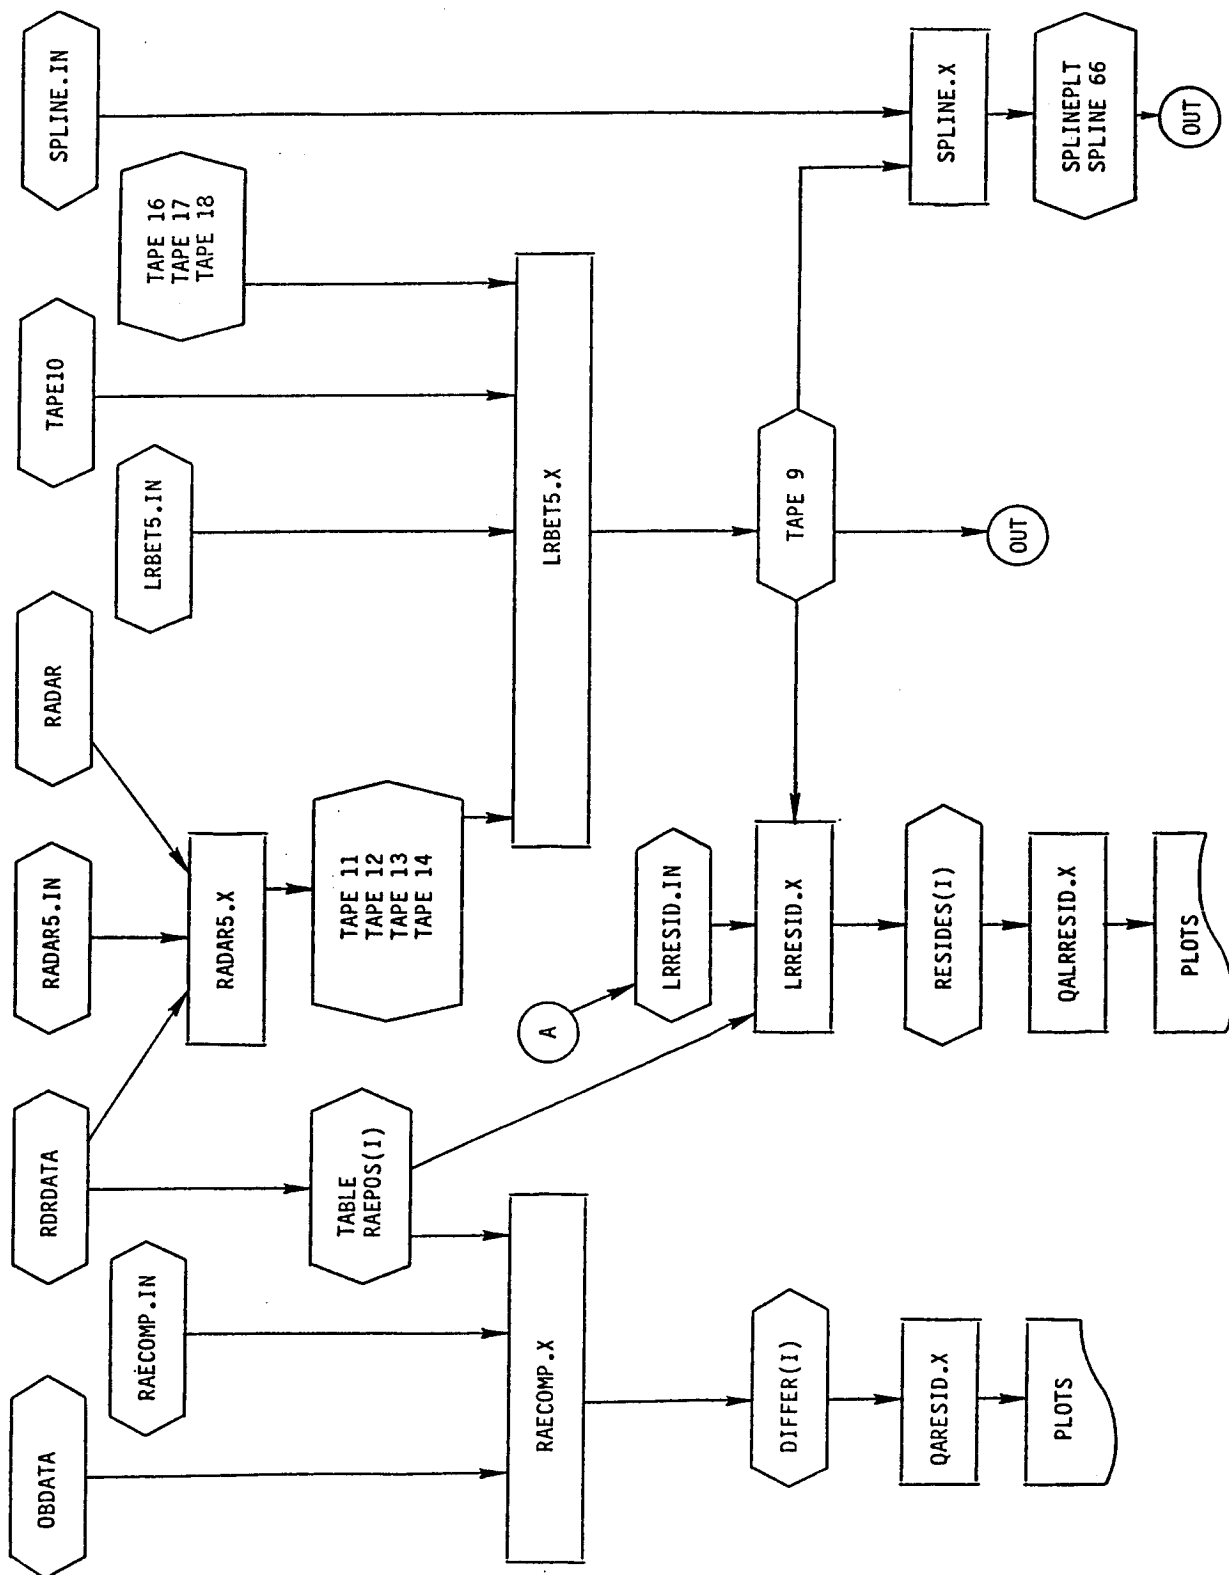 OBDATA
RAECOMP.IN
RDRDATA
RADAR5.IN
RADAR
LRBET5.IN
TAPE10
TAPE 16
TAPE 17
TAPE 18
SPLINE.IN
RADAR5.X
TABLE
RAEPOS(I)
TAPE 11
TAPE 12
TAPE 13
TAPE 14
RAECOMP.X
A
LRBET5.X
LRRESID.IN
DIFFER(I)
LRRESID.X
TAPE 9
SPLINE.X
QARESID.X
RESIDES(I)
OUT
SPLINEPLT
SPLINE 66
PLOTS
QALRRESID.X
PLOTS
OUT